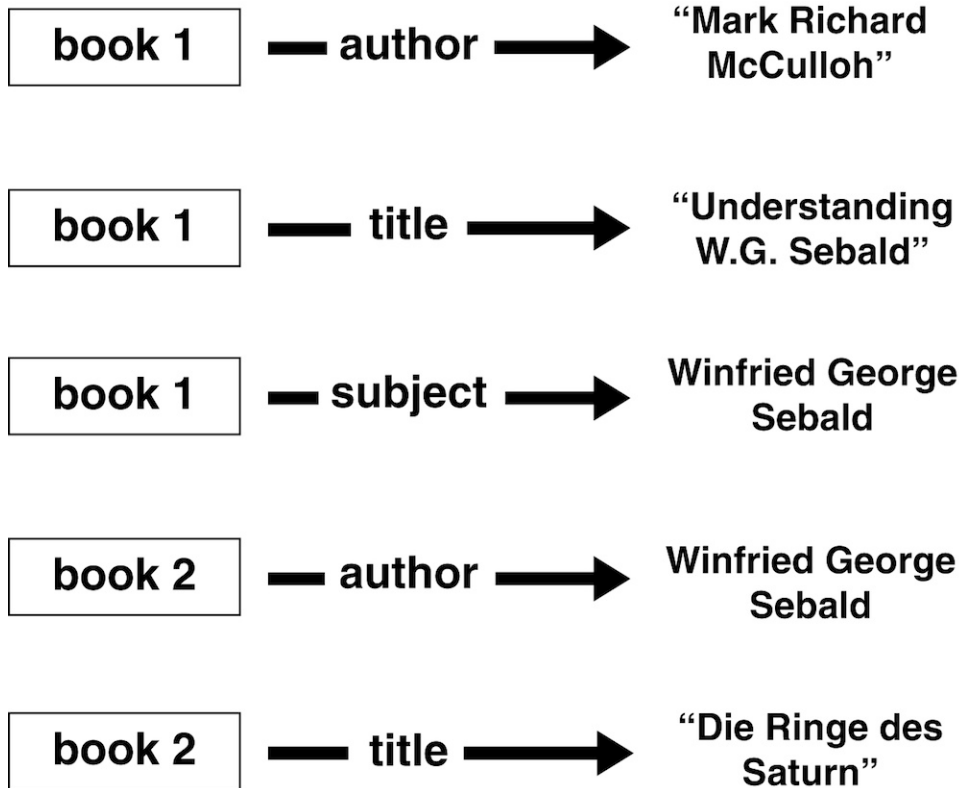 book 1 author “Mark Richard
McCulloh”
book 1 title “Understanding
W.G. Sebald”
book 1 subject Winfried George
Sebald
book 2 author Winfried George
Sebald
book 2 title “Die Ringe des
Saturn”